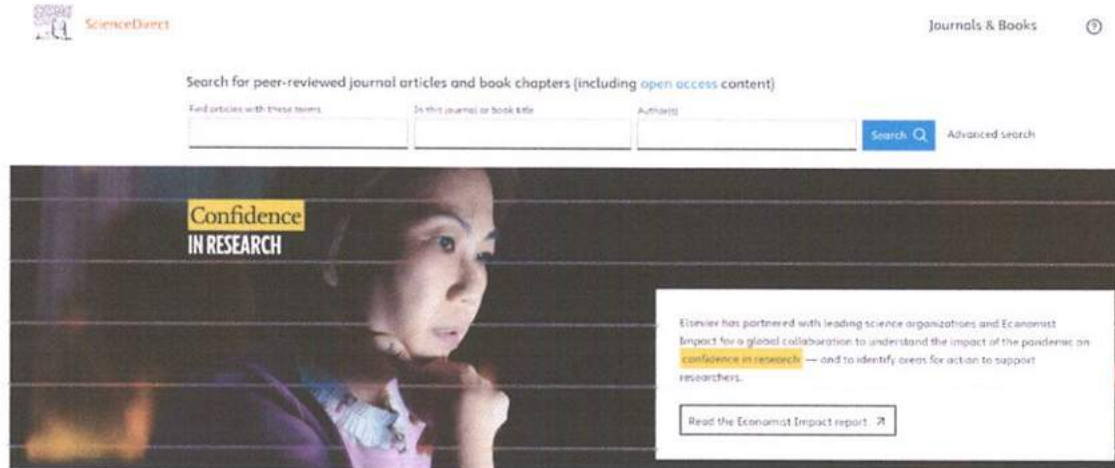 ScienceDirect
Journals & Books
?
Search for peer-reviewed journal articles and book chapters (including open access content)
Find articles with these terms
In this journal or book title
Author(s)
Search
Advanced search
Confidence
IN RESEARCH
Elsevier has partnered with leading science organizations and Economist
Impact for a global collaboration to understand the impact of the pandemic on
confidence in research — and to identify areas for action to support
researchers.
Read the Economist Impact report ↗